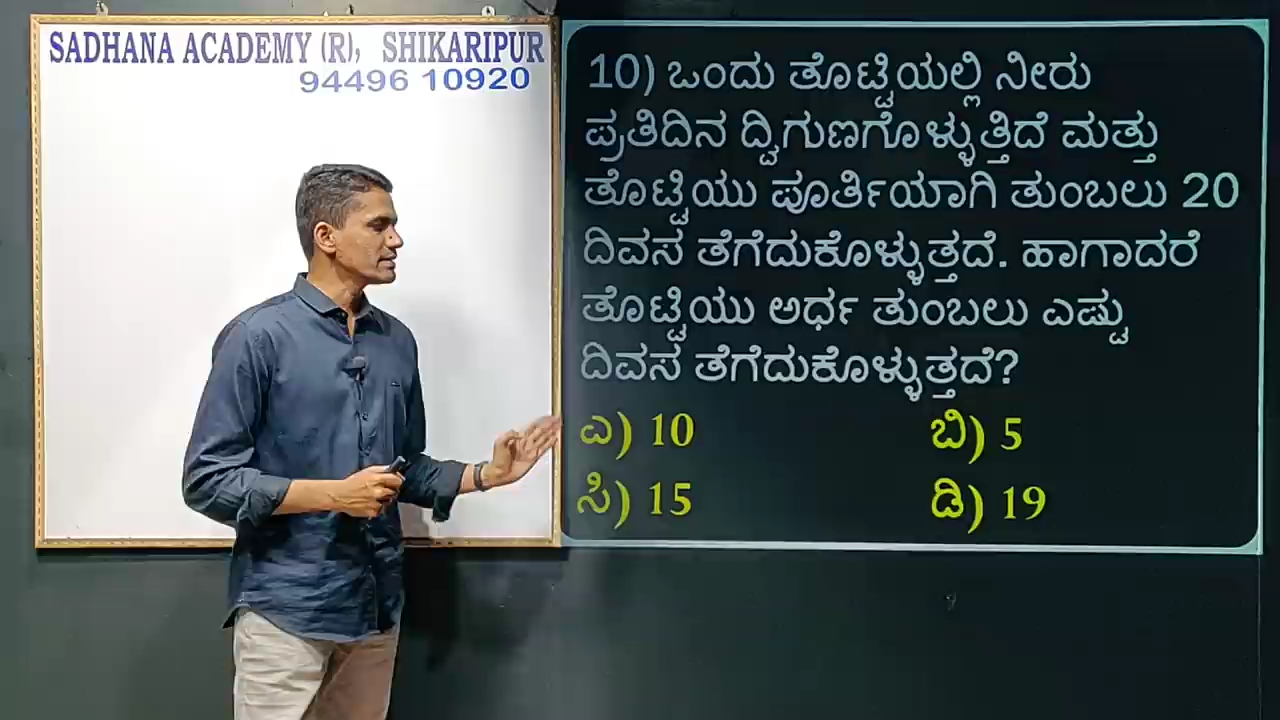 SADHANA ACADEMY (R), SHIKARIPUR
94496 10920
10) ಒಂದು ತೊಟ್ಟಿಯಲ್ಲಿ ನೀರು
ಪ್ರತಿದಿನ ದ್ವಿಗುಣಗೊಳ್ಳುತ್ತಿದೆ ಮತ್ತು
ತೊಟ್ಟಿಯು ಪೂರ್ತಿಯಾಗಿ ತುಂಬಲು 20
ದಿವಸ ತೆಗೆದುಕೊಳ್ಳುತ್ತದೆ. ಹಾಗಾದರೆ
ತೊಟ್ಟಿಯು ಅರ್ಧ ತುಂಬಲು ಎಷ್ಟು
ದಿವಸ ತೆಗೆದುಕೊಳ್ಳುತ್ತದೆ?
ಎ) 10 ಬಿ) 5
ಸಿ) 15 ಡಿ) 19